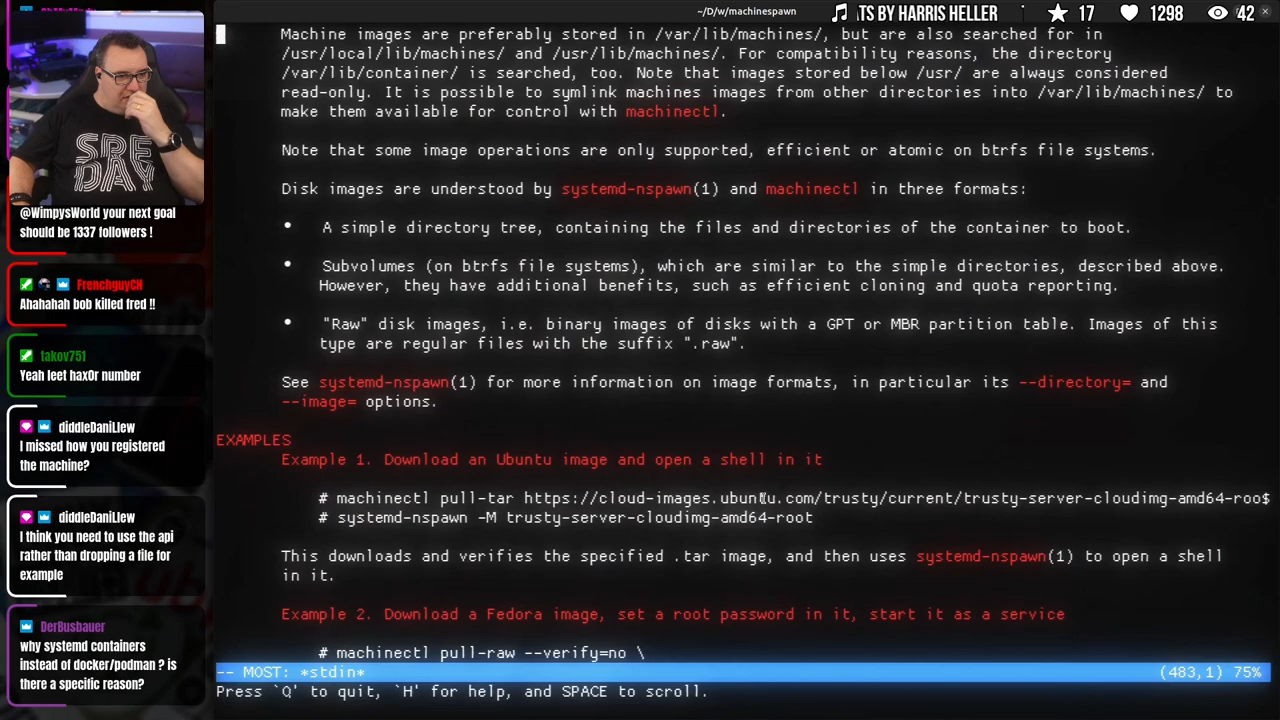 ~/D/w/machinespawn
TS BY HARRIS HELLER
17
1298
42
SRE
DAY
@WimpysWorld your next goal
should be 1337 followers !
FrenchguyCH
Ahahahah bob killed fred !!
takov751
Yeah leet hax0r number
diddleDaniLlew
I missed how you registered
the machine?
diddleDaniLlew
I think you need to use the api
rather than dropping a file for
example
DerBusbauer
why systemd containers
instead of docker/podman ? is
there a specific reason?
Machine images are preferably stored in /var/lib/machines/, but are also searched for in
/usr/local/lib/machines/ and /usr/lib/machines/. For compatibility reasons, the directory
/var/lib/container/ is searched, too. Note that images stored below /usr/ are always considered
read-only. It is possible to symlink machines images from other directories into /var/lib/machines/ to
make them available for control with machinectl.
Note that some image operations are only supported, efficient or atomic on btrfs file systems.
Disk images are understood by systemd-nspawn(1) and machinectl in three formats:
• A simple directory tree, containing the files and directories of the container to boot.
• Subvolumes (on btrfs file systems), which are similar to the simple directories, described above.
However, they have additional benefits, such as efficient cloning and quota reporting.
• "Raw" disk images, i.e. binary images of disks with a GPT or MBR partition table. Images of this
type are regular files with the suffix ".raw".
See systemd-nspawn(1) for more information on image formats, in particular its --directory= and
--image= options.
EXAMPLES
Example 1. Download an Ubuntu image and open a shell in it
# machinectl pull-tar https://cloud-images.ubuntu.com/trusty/current/trusty-server-cloudimg-amd64-roo$
# systemd-nspawn -M trusty-server-cloudimg-amd64-root
This downloads and verifies the specified .tar image, and then uses systemd-nspawn(1) to open a shell
in it.
Example 2. Download a Fedora image, set a root password in it, start it as a service
# machinectl pull-raw --verify=no \
-- MOST: *stdin* (483,1) 75%
Press `Q' to quit, `H' for help, and SPACE to scroll.